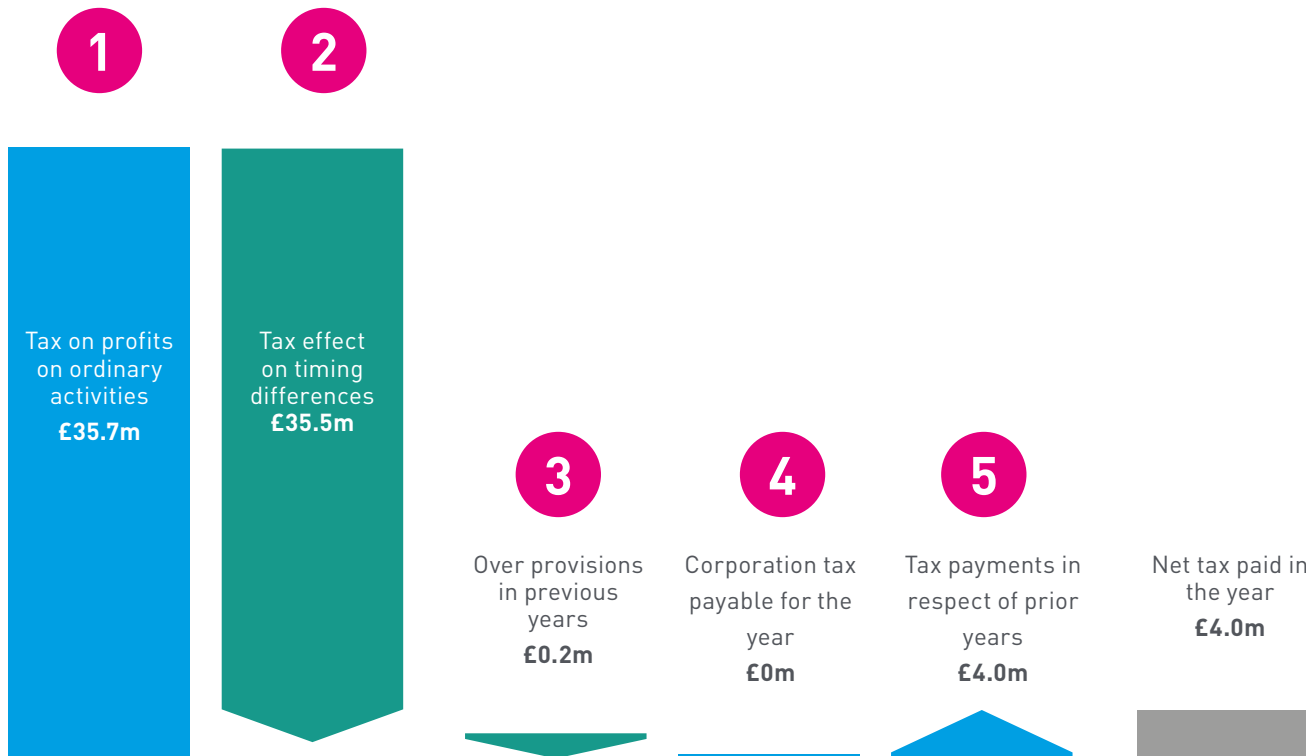 1
2
Tax on profits
on ordinary
activities
£35.7m
Tax effect
on timing
differences
£35.5m
3
4
5
Over provisions
in previous
years
£0.2m
Corporation tax
payable for the
year
£0m
Tax payments in
respect of prior
years
£4.0m
Net tax paid in
the year
£4.0m